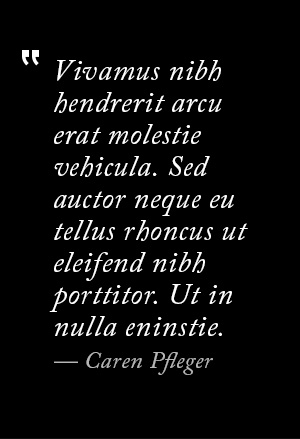 " Vivamus nibh
hendrerit arcu
erat molestie
vehicula. Sed
auctor neque eu
tellus rhoncus ut
eleifend nibh
porttitor. Ut in
nulla eninstie.
— Caren Pfleger